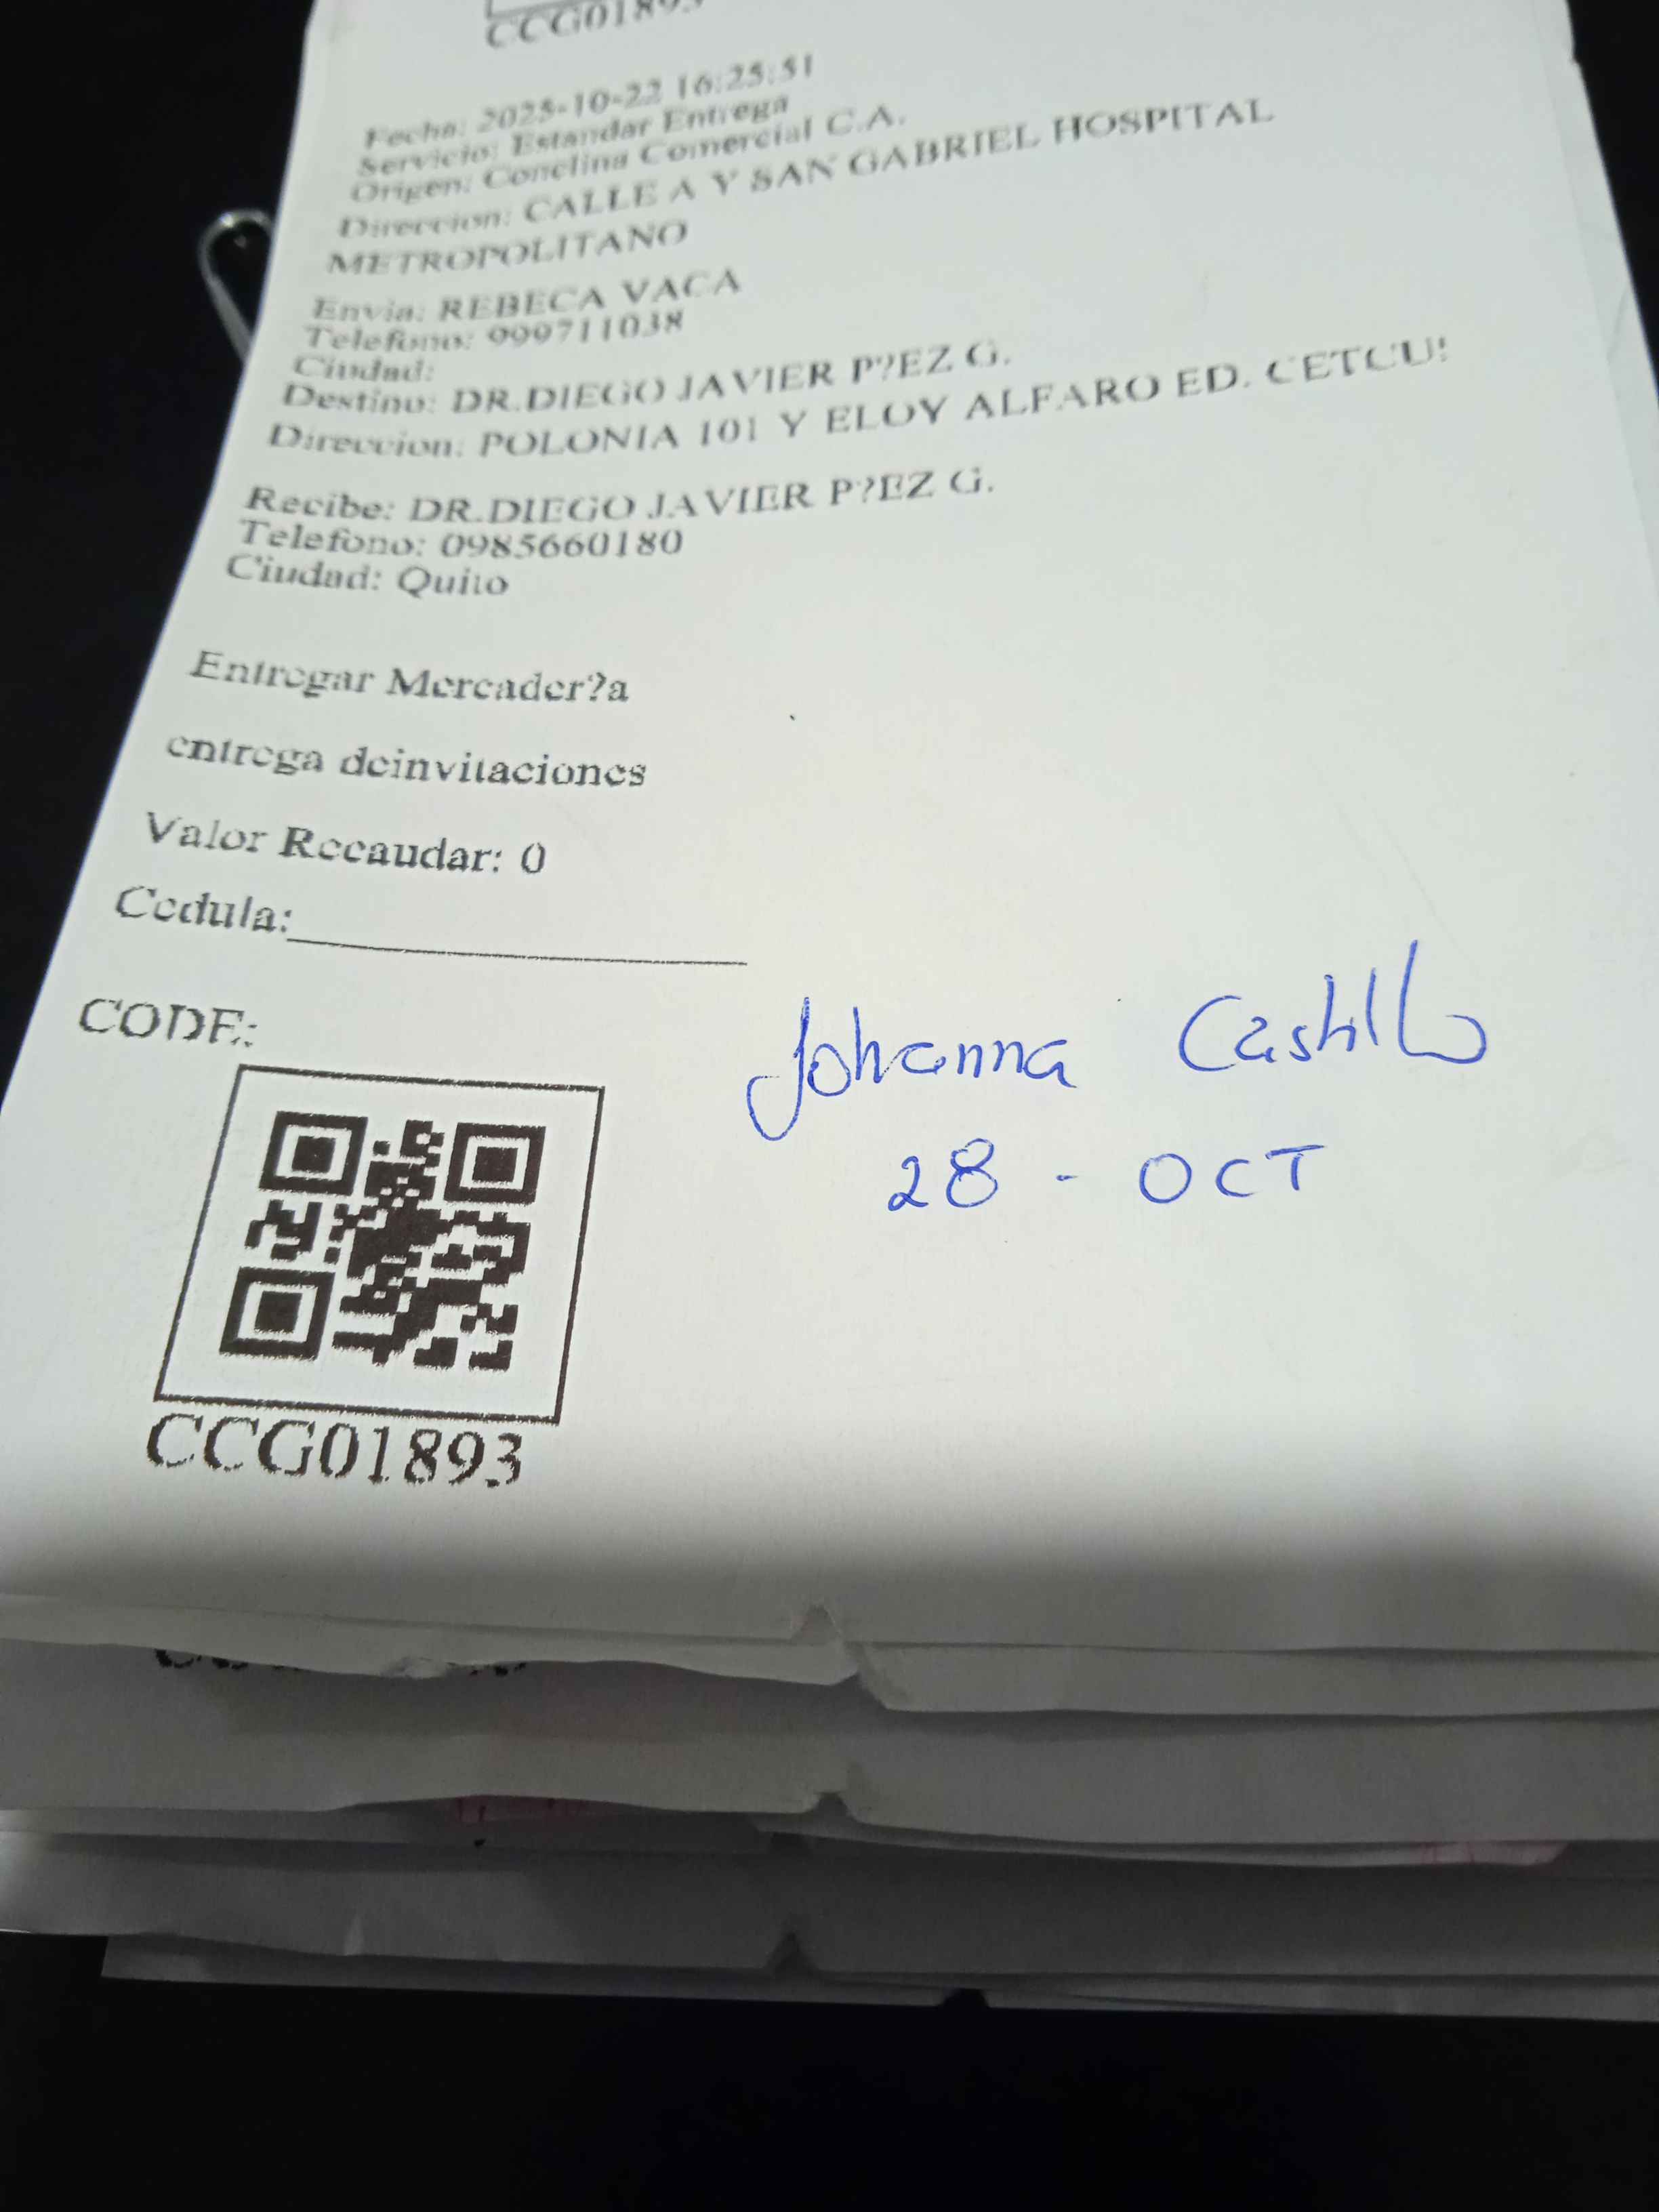 CCG01893
Fecha: 2025-10-22 16:25:51
Servicio: Estandar Entrega
Origen: Conclina Comercial C.A.
Direccion: CALLE A Y SAN GABRIEL HOSPITAL
METROPOLITANO
Envia: REBECA VACA
Telefono: 999711038
Ciudad:
Destino: DR.DIEGO JAVIER P?EZ G.
Direccion: POLONIA 101 Y ELOY ALFARO ED.
Recibe: DR.DIEGO JAVIER P?EZ G.
Telefono: 0985660180
Ciudad: Quito
Entregar Mercader?a
entrega deinvitaciones
Valor Recaudar: 0
Cedula:
CODE:
Johanna Castillo
28 - OCT
CCG01893